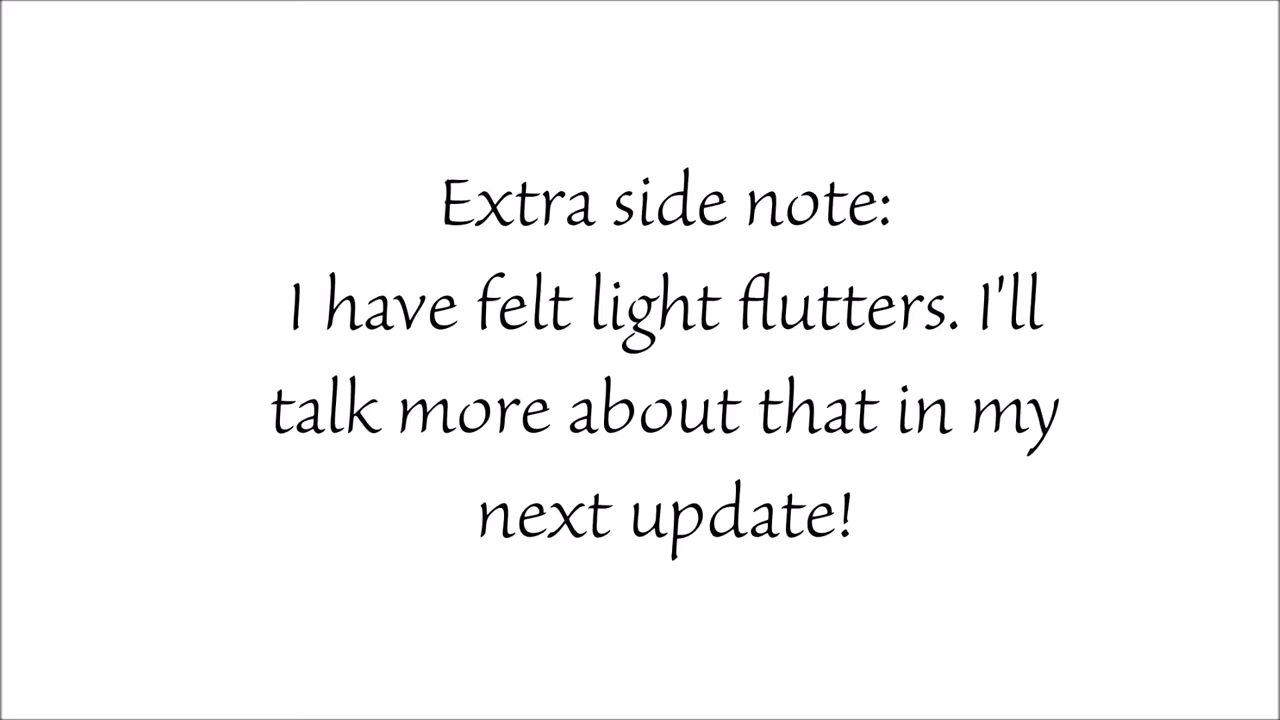 Extra side note:
I have felt light flutters. I'll
talk more about that in my
next update!